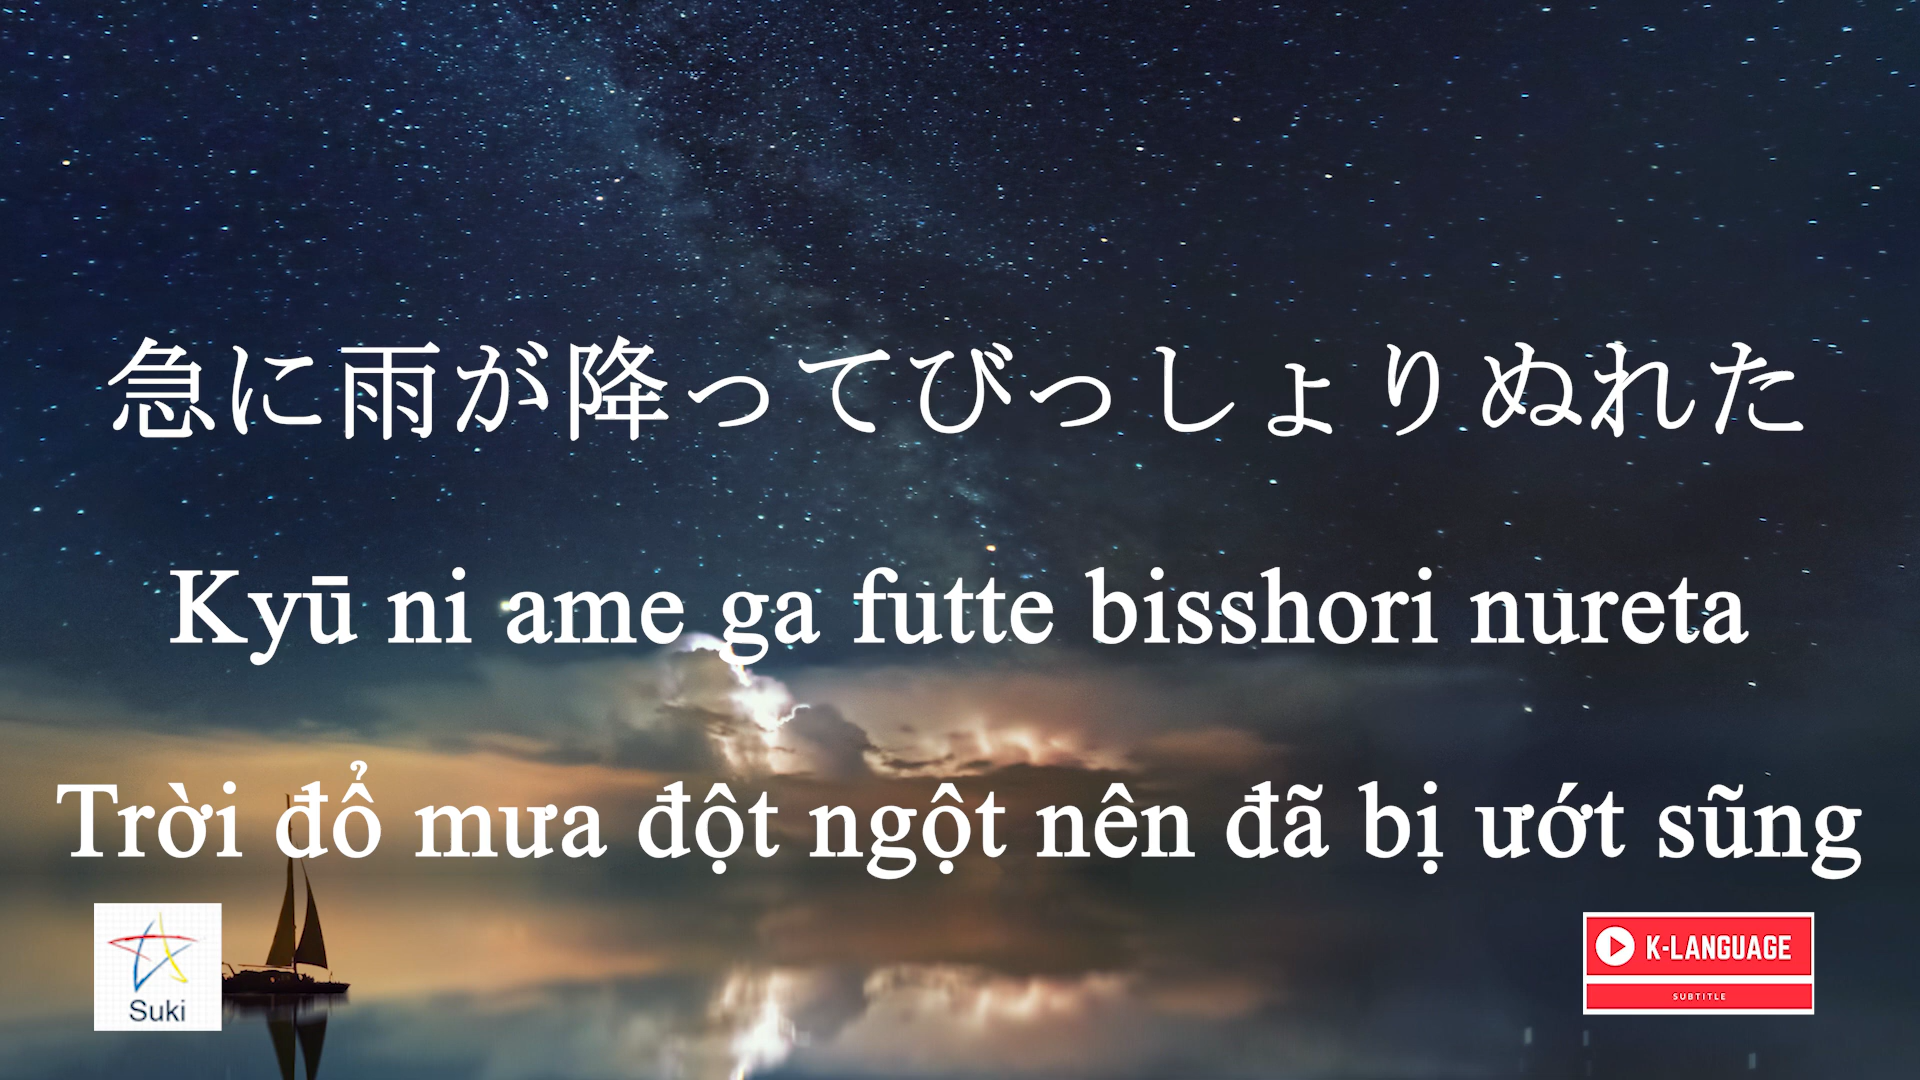 急に雨が降ってびっしょりぬれた
Kyū ni ame ga futte bisshori nureta
Trời đổ mưa đột ngột nên đã bị ướt sũng
Suki
K-LANGUAGE
SUBTITLE